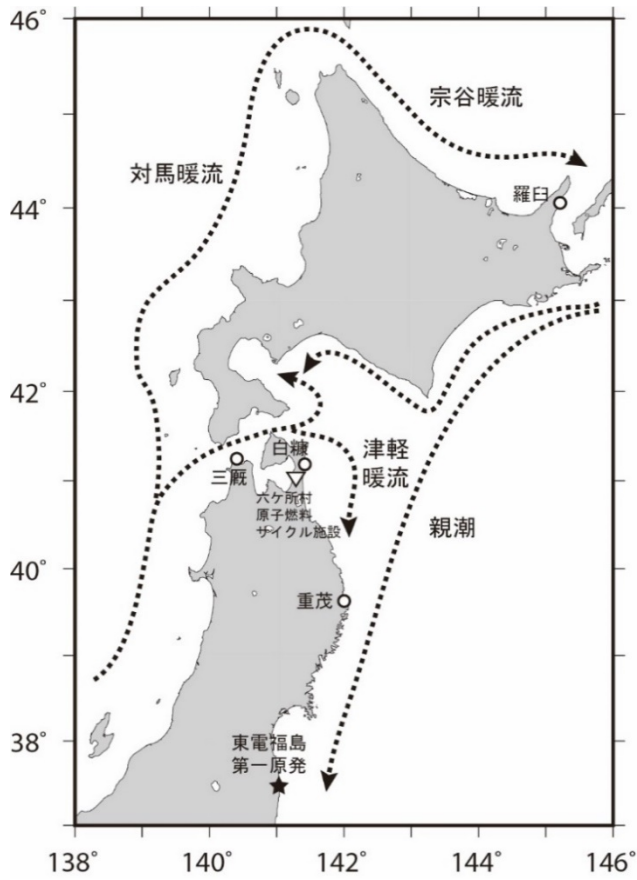 46°
宗谷暖流
対馬暖流
羅臼
44°
42°
津軽
暖流
白糠
三厩
六ケ所村
原子燃料
サイクル施設
親潮
40°
重茂
38°
東電福島
第一原発
138°
140°
142°
144°
146°